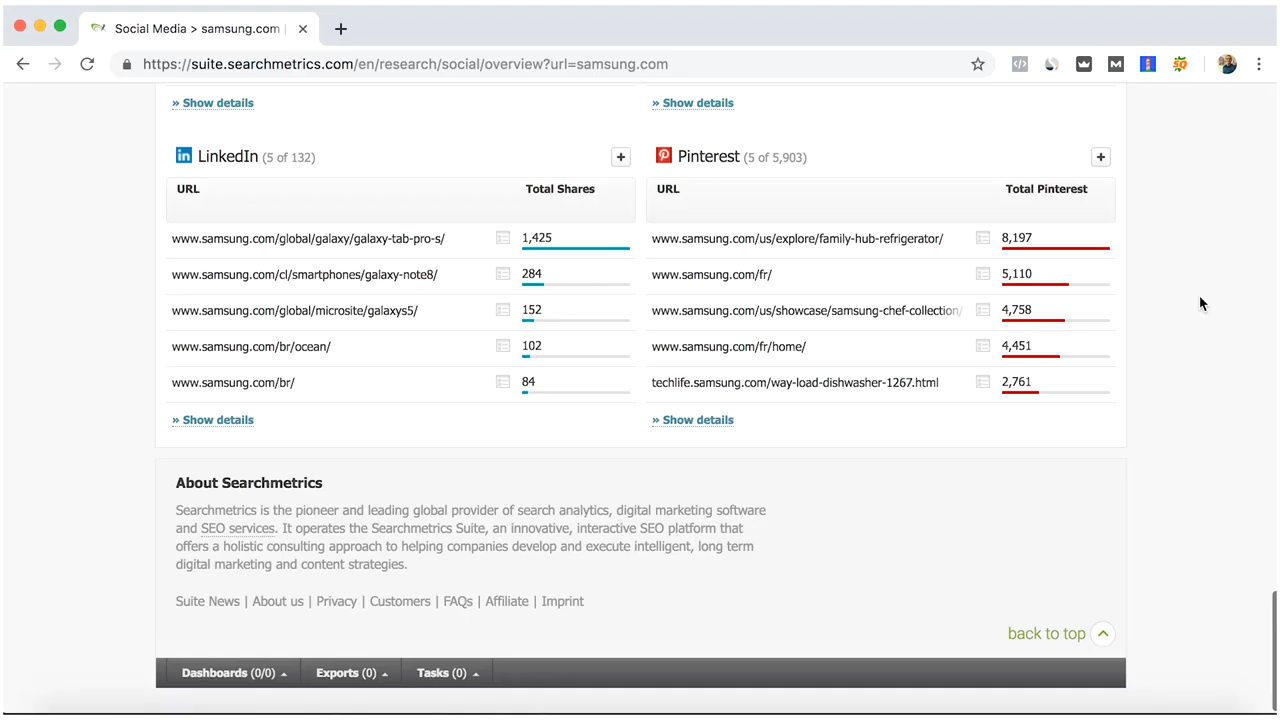 Social Media > samsung.com |
https://suite.searchmetrics.com/en/research/social/overview?url=samsung.com
» Show details
» Show details
LinkedIn (5 of 132)
URL Total Shares
www.samsung.com/global/galaxy/galaxy-tab-pro-s/ 1,425
www.samsung.com/cl/smartphones/galaxy-note8/ 284
www.samsung.com/global/microsite/galaxys5/ 152
www.samsung.com/br/ocean/ 102
www.samsung.com/br/ 84
» Show details
Pinterest (5 of 5,903)
URL Total Pinterest
www.samsung.com/us/explore/family-hub-refrigerator/ 8,197
www.samsung.com/fr/ 5,110
www.samsung.com/us/showcase/samsung-chef-collection/ 4,758
www.samsung.com/fr/home/ 4,451
techlife.samsung.com/way-load-dishwasher-1267.html 2,761
» Show details
About Searchmetrics
Searchmetrics is the pioneer and leading global provider of search analytics, digital marketing software
and SEO services. It operates the Searchmetrics Suite, an innovative, interactive SEO platform that
offers a holistic consulting approach to helping companies develop and execute intelligent, long term
digital marketing and content strategies.
Suite News | About us | Privacy | Customers | FAQs | Affiliate | Imprint
back to top
Dashboards (0/0) Exports (0) Tasks (0)